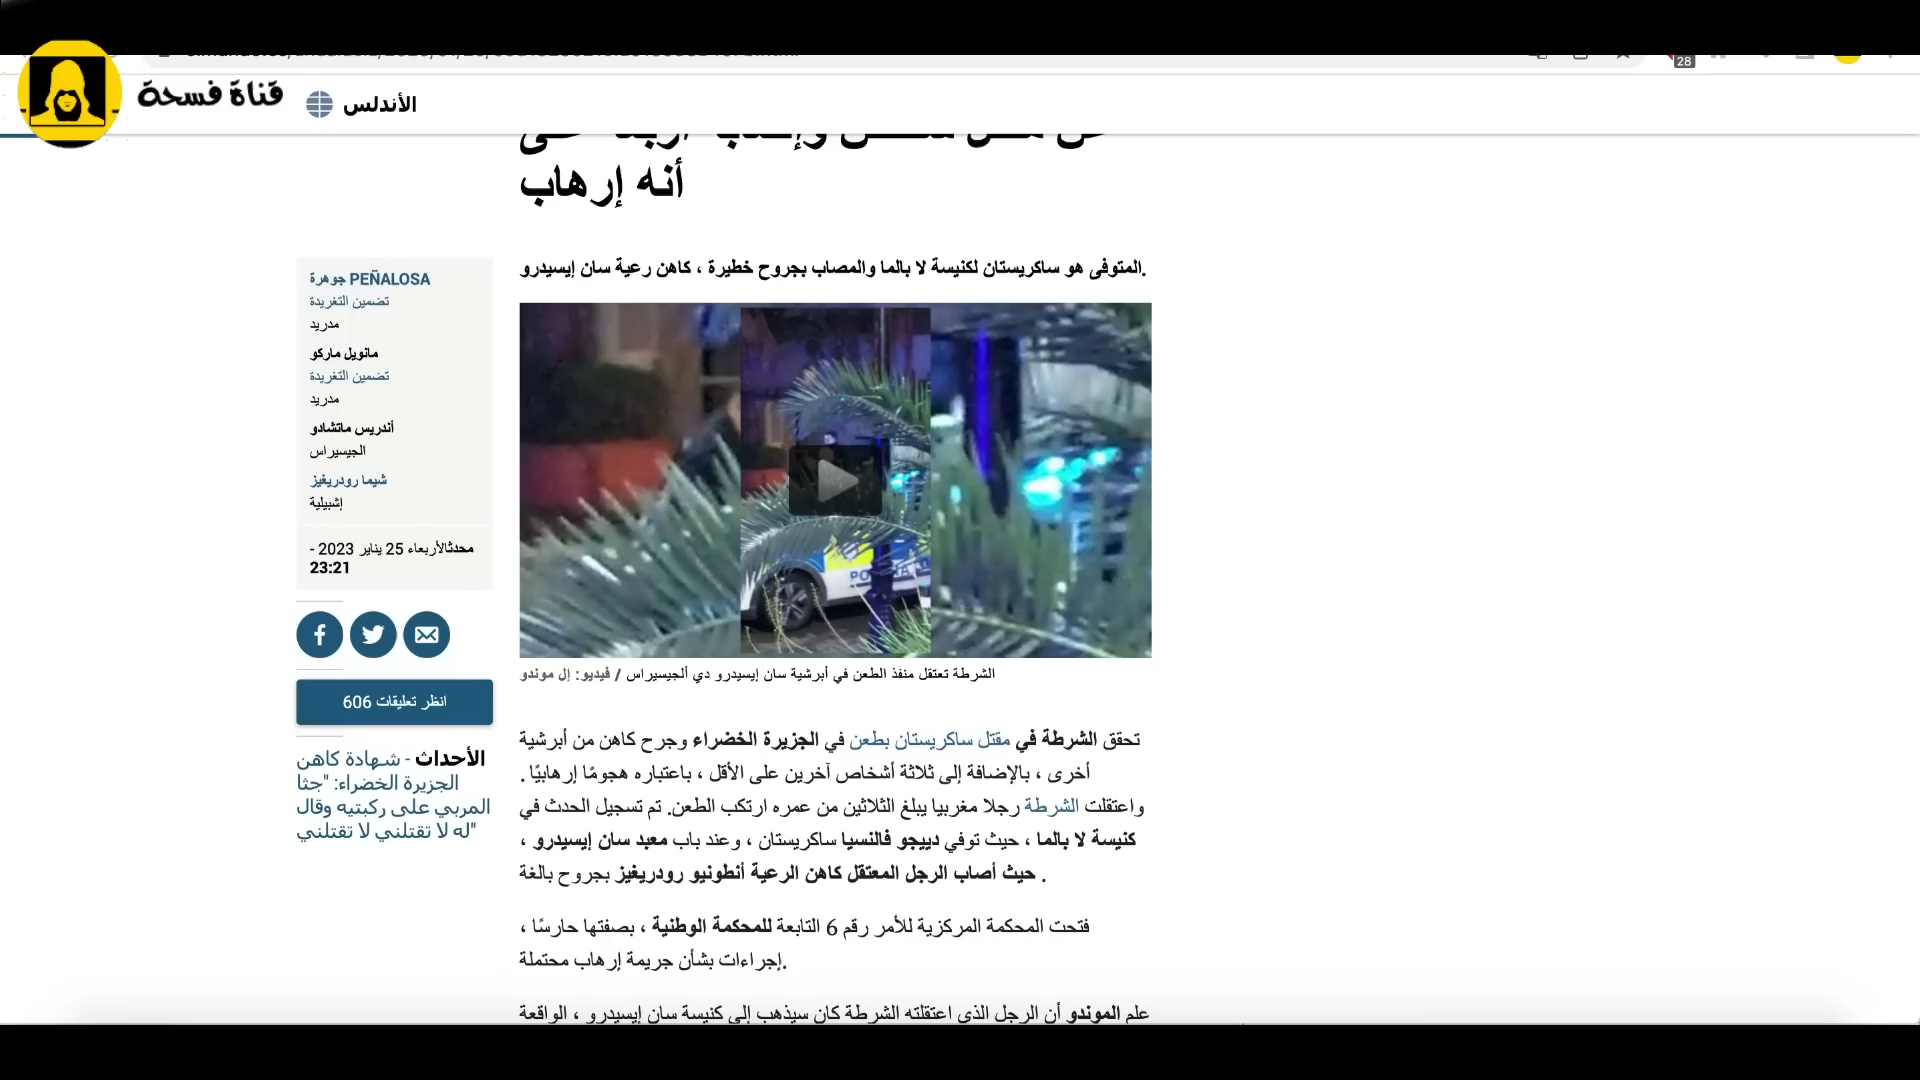 28
قناة فسحة
الأندلس
أنه إرهاب
المتوفى هو ساكريستان لكنيسة لا بالما والمصاب بجروح خطيرة ، كاهن رعية سان إيسيدرو.
جوهرة PEÑALOSA
تضمين التغريدة
مدريد
مانويل ماركو
تضمين التغريدة
مدريد
أندريس ماتشادو
الجيسيراس
شيما رودريغيز
إشبيلية
محدثالأربعاء 25 يناير 2023 -
23:21
انظر تعليقات 606
الأحداث - شهادة كاهن
الجزيرة الخضراء: "جثا
المربي على ركبتيه وقال
له لا تقتلني لا تقتلني"
الشرطة تعتقل منفذ الطعن في أبرشية سان إيسيدرو دي ألجيسيراس / فيديو: إل موندو
تحقق الشرطة في مقتل ساكريستان بطعن في الجزيرة الخضراء وجرح كاهن من أبرشية
أخرى ، بالإضافة إلى ثلاثة أشخاص آخرين على الأقل ، باعتباره هجومًا إرهابيًا .
واعتقلت الشرطة رجلا مغربيا يبلغ الثلاثين من عمره ارتكب الطعن. تم تسجيل الحدث في
كنيسة لا بالما ، حيث توفي دييجو فالنسيا ساكريستان ، وعند باب معبد سان إيسيدرو ،
حيث أصاب الرجل المعتقل كاهن الرعية أنطونيو رودريغيز بجروح بالغة .
فتحت المحكمة المركزية للأمر رقم 6 التابعة للمحكمة الوطنية ، بصفتها حارسًا ،
إجراءات بشأن جريمة إرهاب محتملة.
علم الموندو أن الرجل الذي اعتقلته الشرطة كان سيذهب إلى كنيسة سان إيسيدرو ، الواقعة